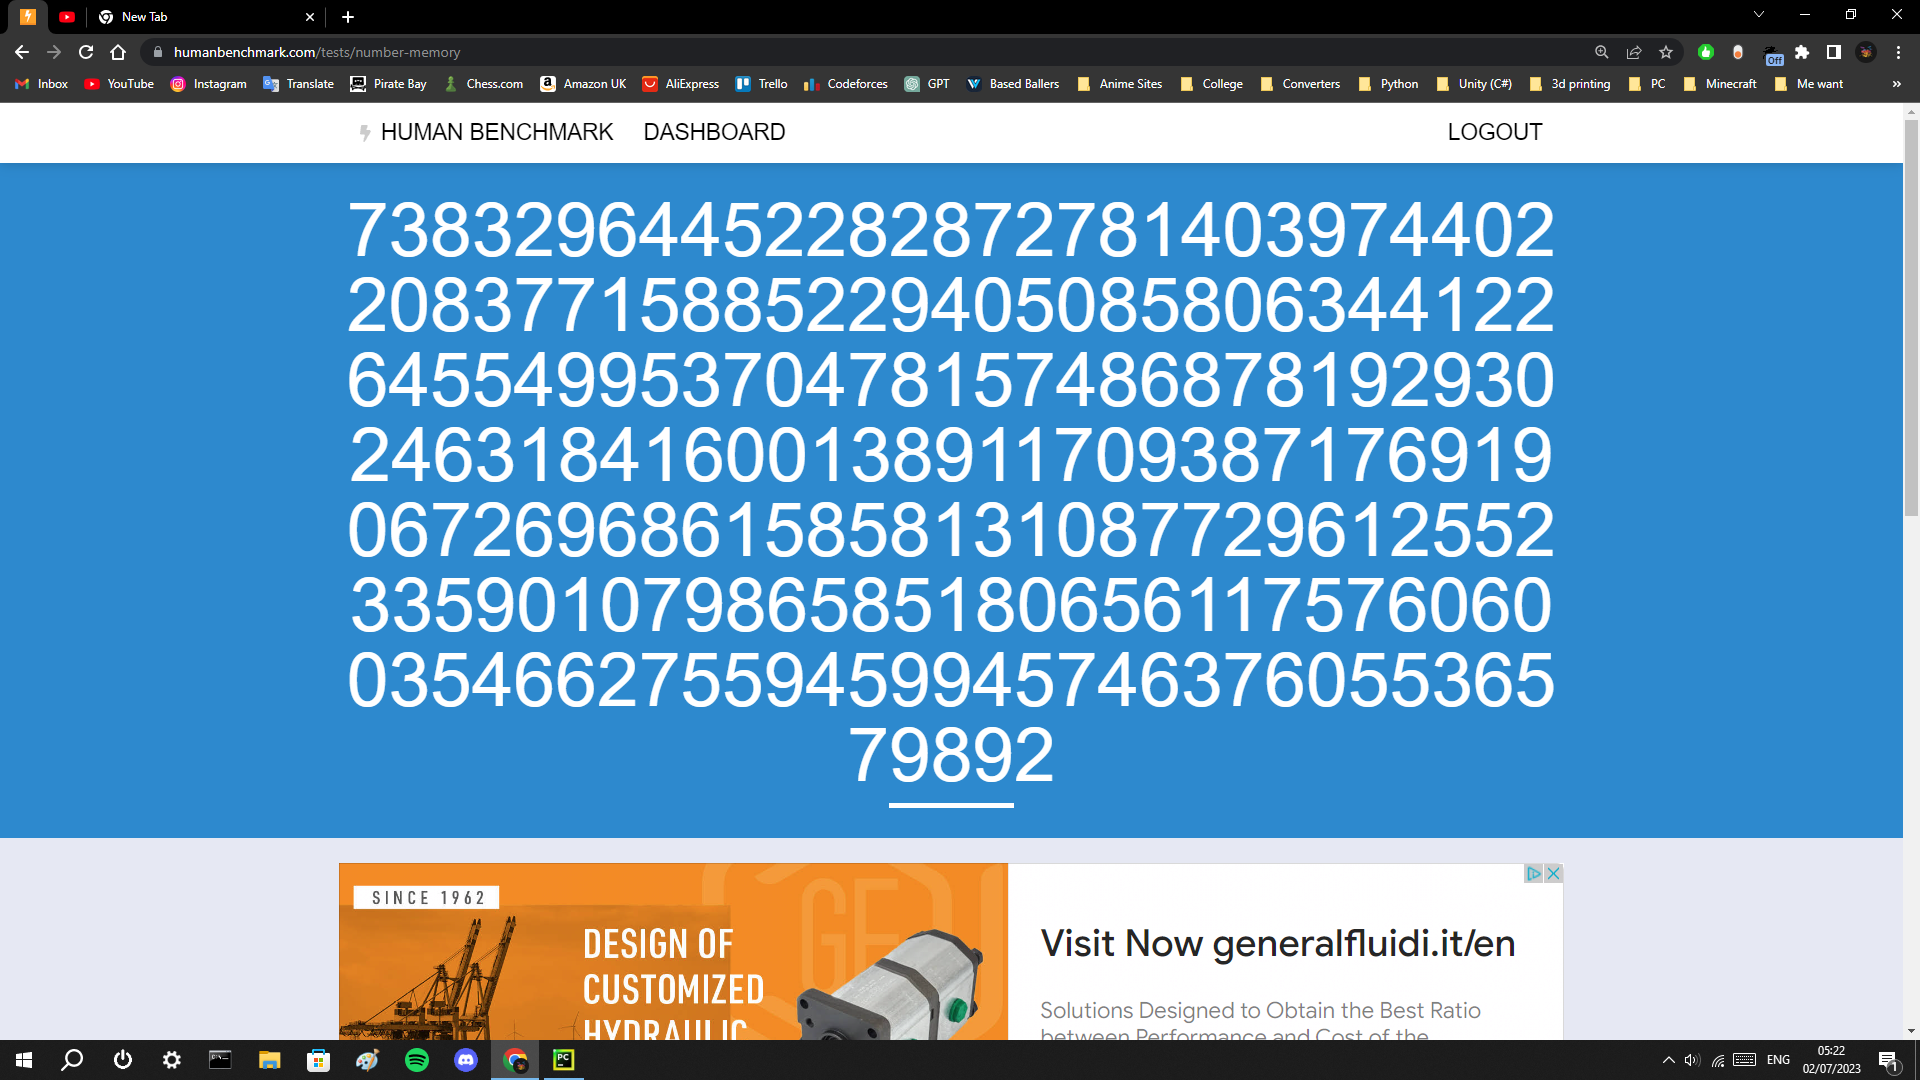 New Tab
humanbenchmark.com/tests/number-memory
Off
Inbox YouTube Instagram Translate Pirate Bay Chess.com Amazon UK AliExpress Trello Codeforces GPT Based Ballers Anime Sites College Converters Python Unity (C#) 3d printing PC Minecraft Me want »
HUMAN BENCHMARK DASHBOARD LOGOUT
73832964452282872781403974402
20837715885229405085806344122
64554995370478157486878192930
24631841600138911709387176919
06726968615858131087729612552
33590107986585180656117576060
03546627559459945746376055365
79892
SINCE 1962
GF
DESIGN OF
CUSTOMIZED
HYDRAULIC
Visit Now generalfluidi.it/en
Solutions Designed to Obtain the Best Ratio
between Performance and Cost of the
PC
ENG
05:22
02/07/2023
1